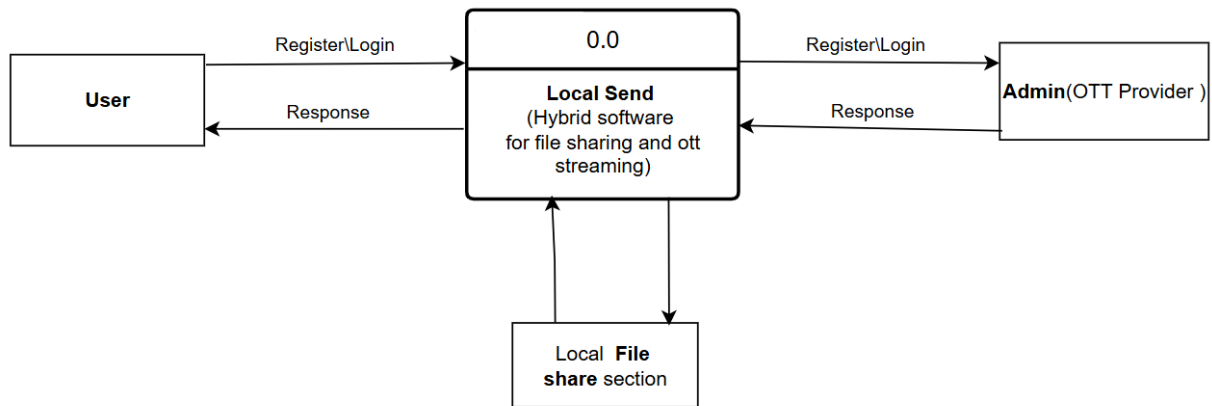 0.0
Register\Login
Register\Login
User
Local Send
(Hybrid software
for file sharing and ott
streaming)
Admin(OTT Provider )
Response
Response
Local File
share section